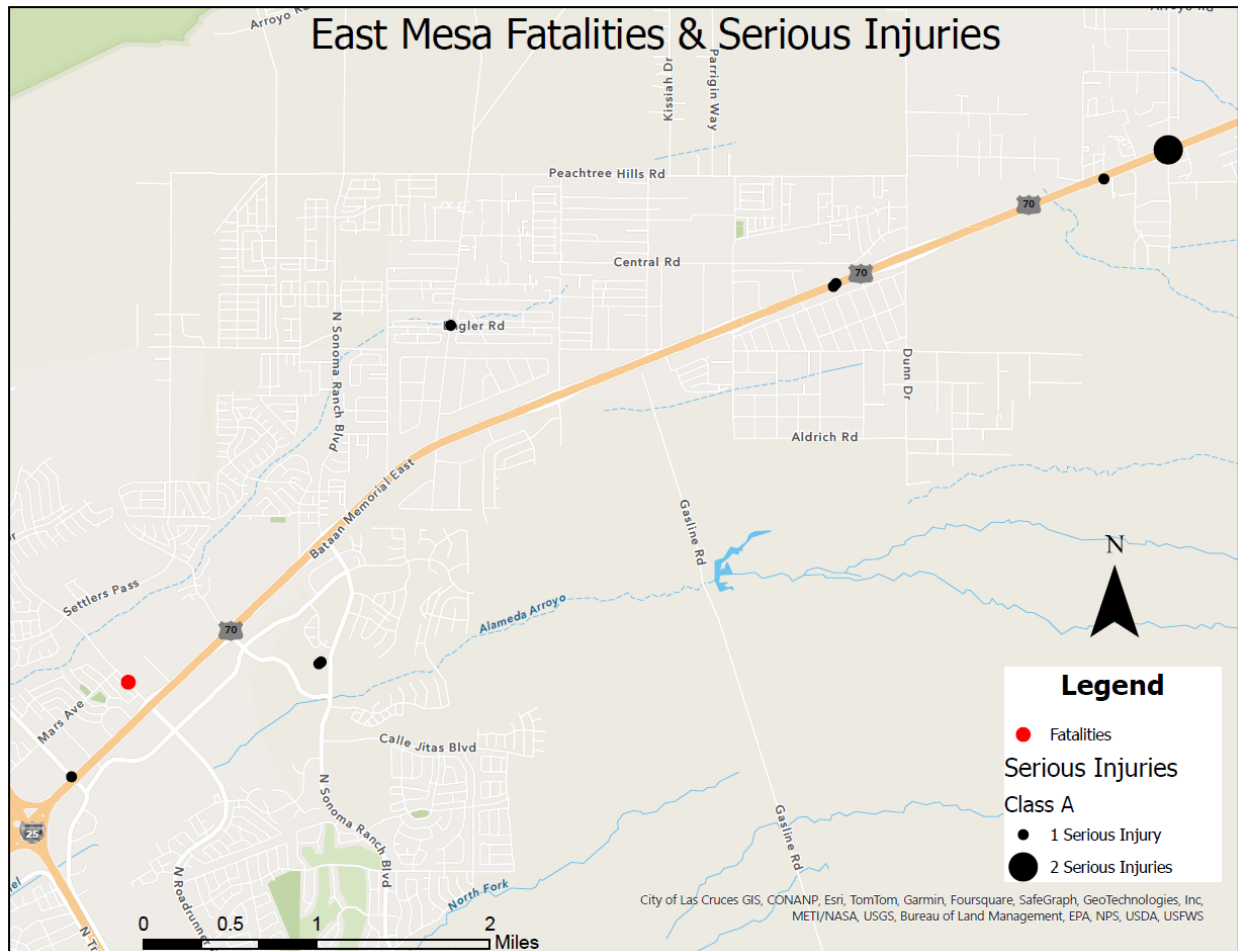 Arroyo Rd
East Mesa Fatalities & Serious Injuries
Kissiah Dr
Parrigin Way
Peachtree Hills Rd
70
Central Rd
70
N Sonoma Ranch Blvd
Engler Rd
Dunn Dr
Aldrich Rd
Bataan Memorial East
Gasline Rd
N
Settlers Pass
Alameda Arroyo
70
Mars Ave
Calle Jitas Blvd
N Sonoma Ranch Blvd
Gasline Rd
25
N Roadrunner
North Fork
Legend
Fatalities
Serious Injuries
Class A
1 Serious Injury
2 Serious Injuries
City of Las Cruces GIS, CONANP, Esri, TomTom, Garmin, Foursquare, SafeGraph, GeoTechnologies, Inc,
METI/NASA, USGS, Bureau of Land Management, EPA, NPS, USDA, USFWS
0 0.5 1 2
Miles